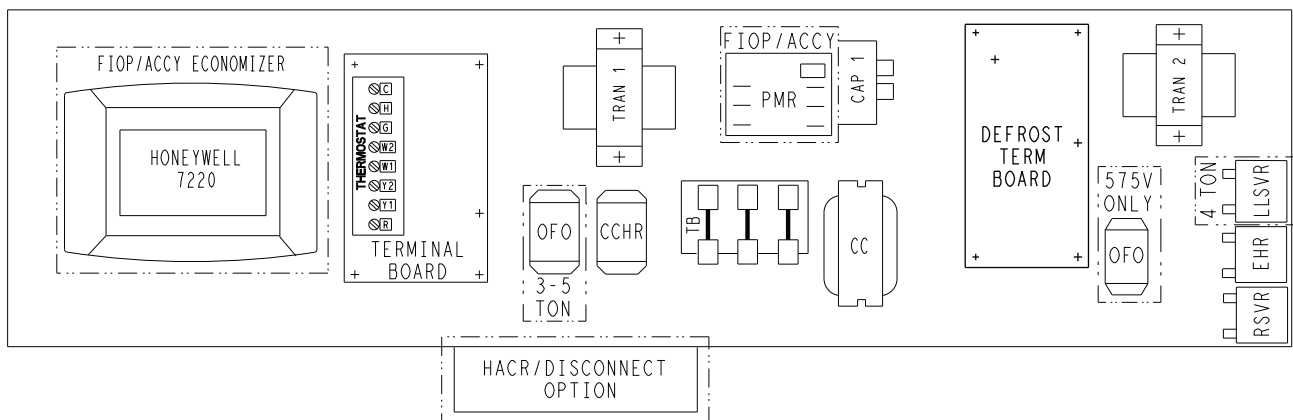 FIOP/ACCY ECONOMIZER
HONEYWELL
7220
THERMOSTAT
C
H
G
W2
W1
Y2
Y1
R
TERMINAL
BOARD
TRAN 1
OFO
3-5
TON
CCHR
FIOP/ACCY
PMR
CAP 1
TB
CC
DEFROST
TERM
BOARD
TRAN 2
575V
ONLY
OFO
4 TON
LLSVR
EHR
RSVR
HACR/DISCONNECT
OPTION